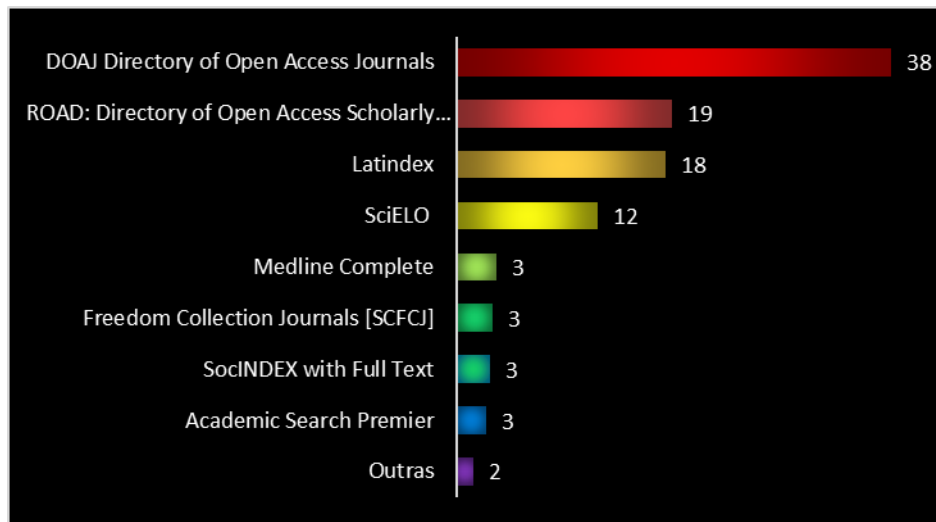 DOAJ Directory of Open Access Journals 38
ROAD: Directory of Open Access Scholarly... 19
Latindex 18
SciELO 12
Medline Complete 3
Freedom Collection Journals [SCFCJ] 3
SocINDEX with Full Text 3
Academic Search Premier 3
Outras 2